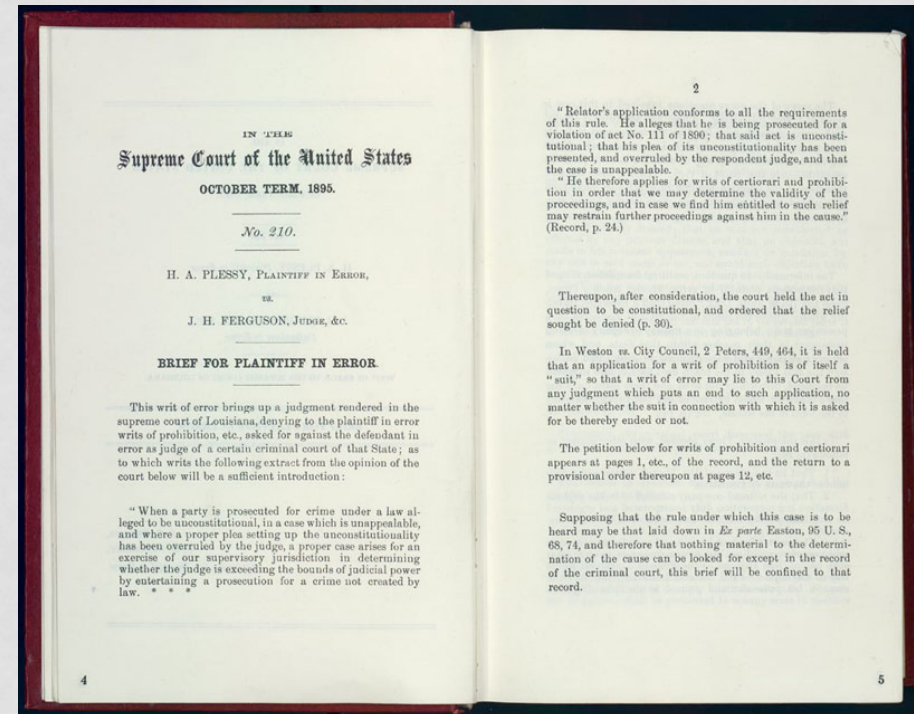 IN THE
Supreme Court of the United States
OCTOBER TERM, 1895.
No. 210.
H. A. PLESSY, PLAINTIFF IN ERROR,
vs.
J. H. FERGUSON, JUDGE, &c.
BRIEF FOR PLAINTIFF IN ERROR.
This writ of error brings up a judgment rendered in the
supreme court of Louisiana, denying to the plaintiff in error
writs of prohibition, etc., asked for against the defendant in
error as judge of a certain criminal court of that State; as
to which writs the following extract from the opinion of the
court below will be a sufficient introduction:
"When a party is prosecuted for crime under a law al-
leged to be unconstitutional, in a case which is unappealable,
and where a proper plea setting up the unconstitutionality
has been overruled by the judge, a proper case arises for an
exercise of our supervisory jurisdiction in determining
whether the judge is exceeding the bounds of judicial power
by entertaining a prosecution for a crime not created by
law. * * *
4
2
"Relator's application conforms to all the requirements
of this rule. He alleges that he is being prosecuted for a
violation of act No. 111 of 1890; that said act is unconsti-
tutional; that his plea of its unconstitutionality has been
presented, and overruled by the respondent judge, and that
the case is unappealable.
"He therefore applies for writs of certiorari and prohibi-
tion in order that we may determine the validity of the
proceedings, and in case we find him entitled to such relief
may restrain further proceedings against him in the cause."
(Record, p. 24.)
Thereupon, after consideration, the court held the act in
question to be constitutional, and ordered that the relief
sought be denied (p. 30).
In Weston vs. City Council, 2 Peters, 449, 464, it is held
that an application for a writ of prohibition is of itself a
"suit," so that a writ of error may lie to this Court from
any judgment which puts an end to such application, no
matter whether the suit in connection with which it is asked
for be thereby ended or not.
The petition below for writs of prohibition and certiorari
appears at pages 1, etc., of the record, and the return to a
provisional order thereupon at pages 12, etc.
Supposing that the rule under which this case is to be
heard may be that laid down in Ex parte Easton, 95 U. S.,
68, 74, and therefore that nothing material to the determi-
nation of the cause can be looked for except in the record
of the criminal court, this brief will be confined to that
record.
5